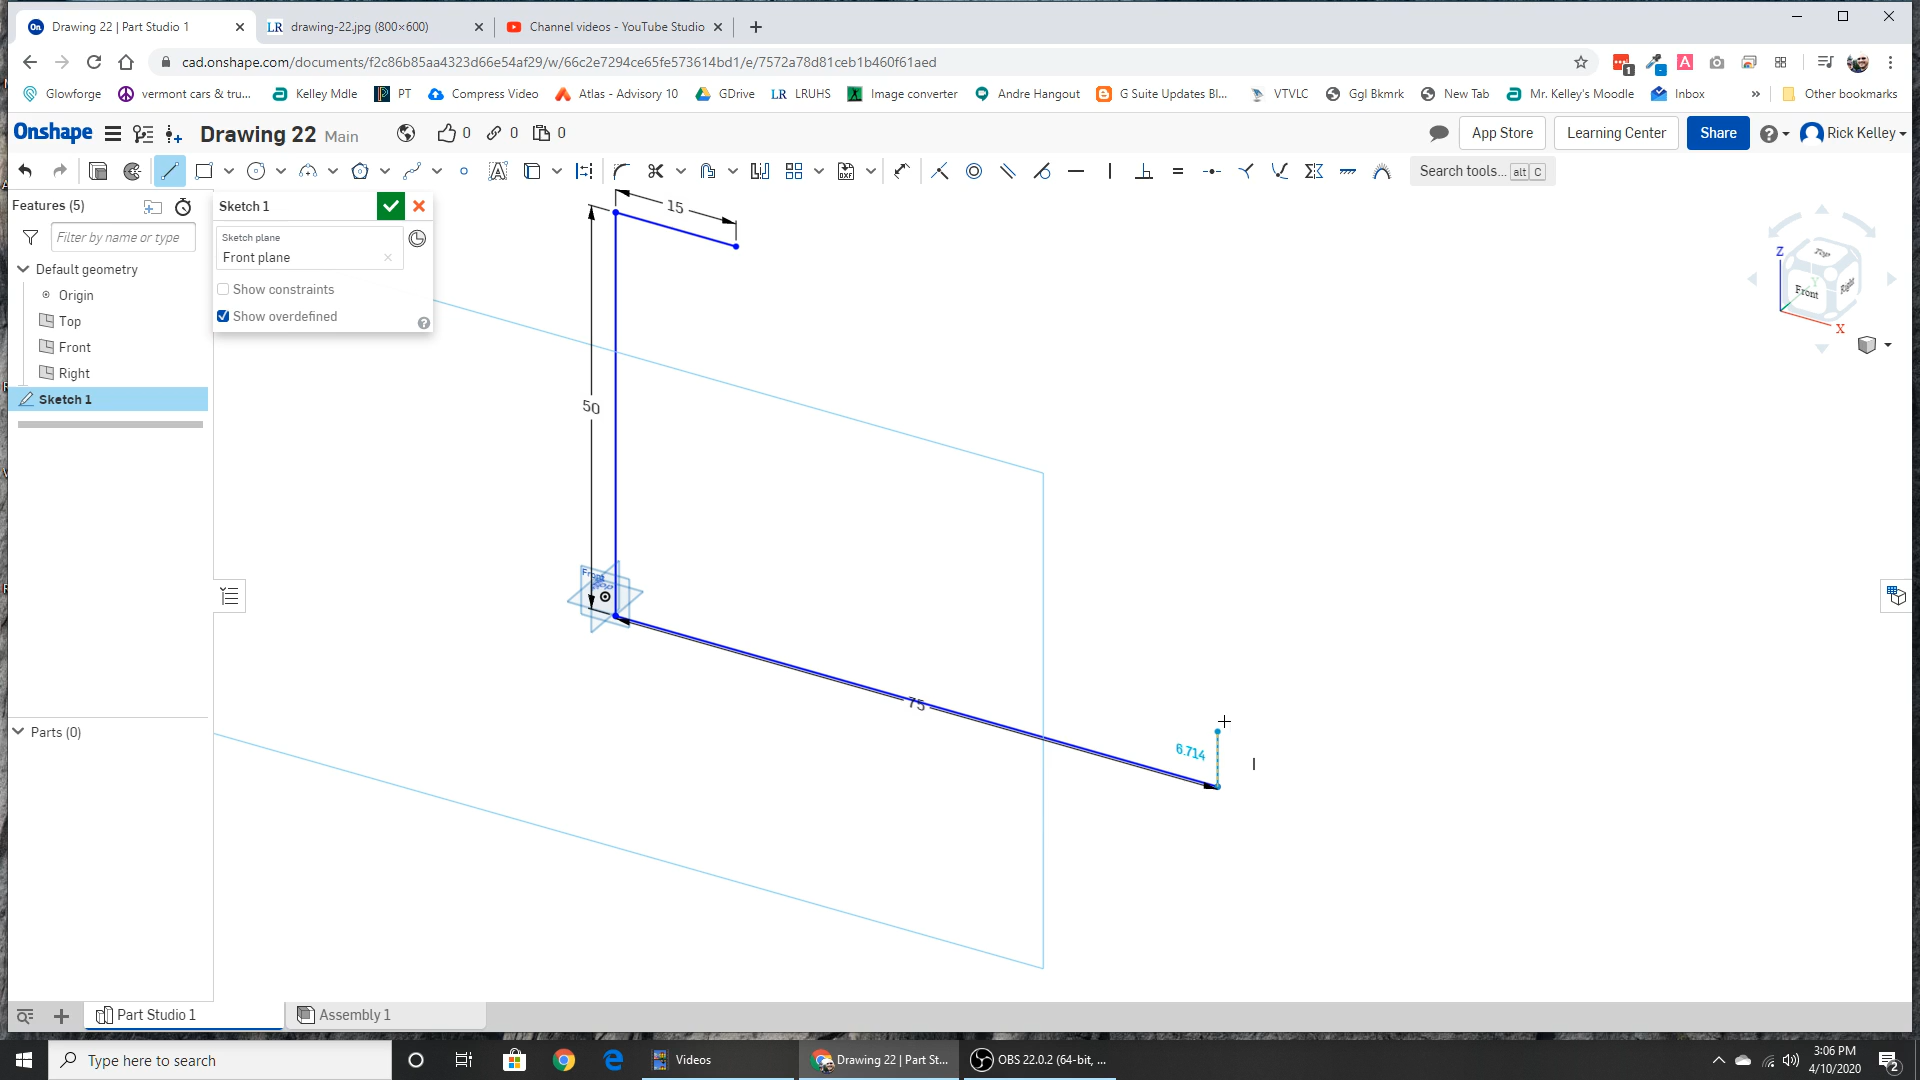 Drawing 22 | Part Studio 1
LR drawing-22.jpg (800×600)
Channel videos - YouTube Studio
cad.onshape.com/documents/f2c86b85aa4323d66e54af29/w/66c2e7294ce65fe573614bd1/e/7572a78d81ceb1b460f61aed
Glowforge vermont cars & tru... Kelley Mdle PT Compress Video Atlas - Advisory 10 GDrive LR LRUHS Image converter Andre Hangout G Suite Updates Bl... VTVLC Ggl Bkmrk New Tab Mr. Kelley's Moodle Inbox » Other bookmarks
Onshape Drawing 22 Main 0 0 0 App Store Learning Center Share Rick Kelley
Search tools... alt C
Features (5)
Filter by name or type
Default geometry
Origin
Top
Front
Right
Sketch 1
Parts (0)
Sketch 1
Sketch plane
Front plane
Show constraints
Show overdefined
15
50
Front
75
6.714
Z
Top
Front
Right
Y
X
Part Studio 1 Assembly 1
Type here to search
Videos
Drawing 22 | Part St...
OBS 22.0.2 (64-bit, ...
3:06 PM
4/10/2020
2